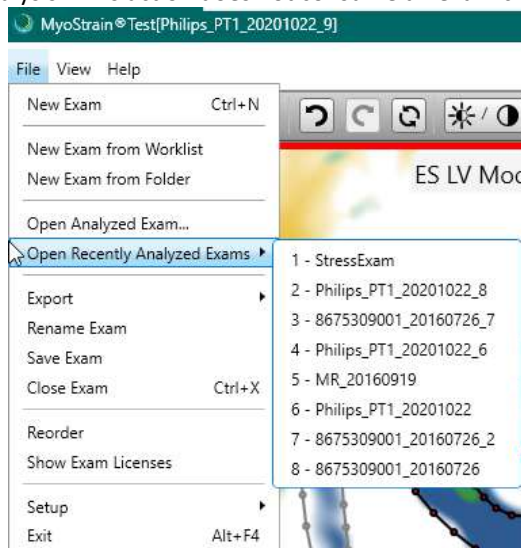 MyoStrain®Test[Philips_PT1_20201022_9]
File View Help
New Exam Ctrl+N
New Exam from Worklist
New Exam from Folder
Open Analyzed Exam...
Open Recently Analyzed Exams
Export
Rename Exam
Save Exam
Close Exam Ctrl+X
Reorder
Show Exam Licenses
Setup
Exit Alt+F4
ES LV Mod
1 - StressExam
2 - Philips_PT1_20201022_8
3 - 8675309001_20160726_7
4 - Philips_PT1_20201022_6
5 - MR_20160919
6 - Philips_PT1_20201022
7 - 8675309001_20160726_2
8 - 8675309001_20160726